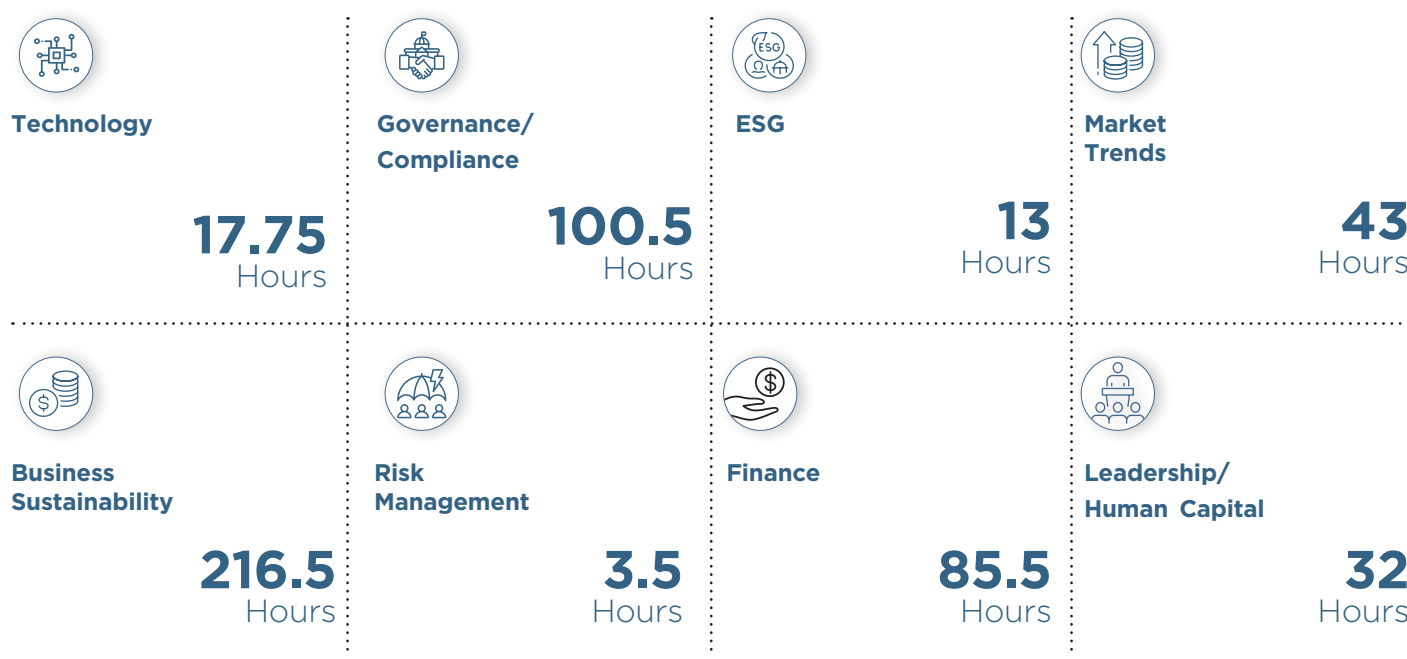 Technology
17.75
Hours
Governance/
Compliance
100.5
Hours
ESG
ESG
13
Hours
Market
Trends
43
Hours
$
Business
Sustainability
216.5
Hours
Risk
Management
3.5
Hours
$
Finance
85.5
Hours
Leadership/
Human Capital
32
Hours